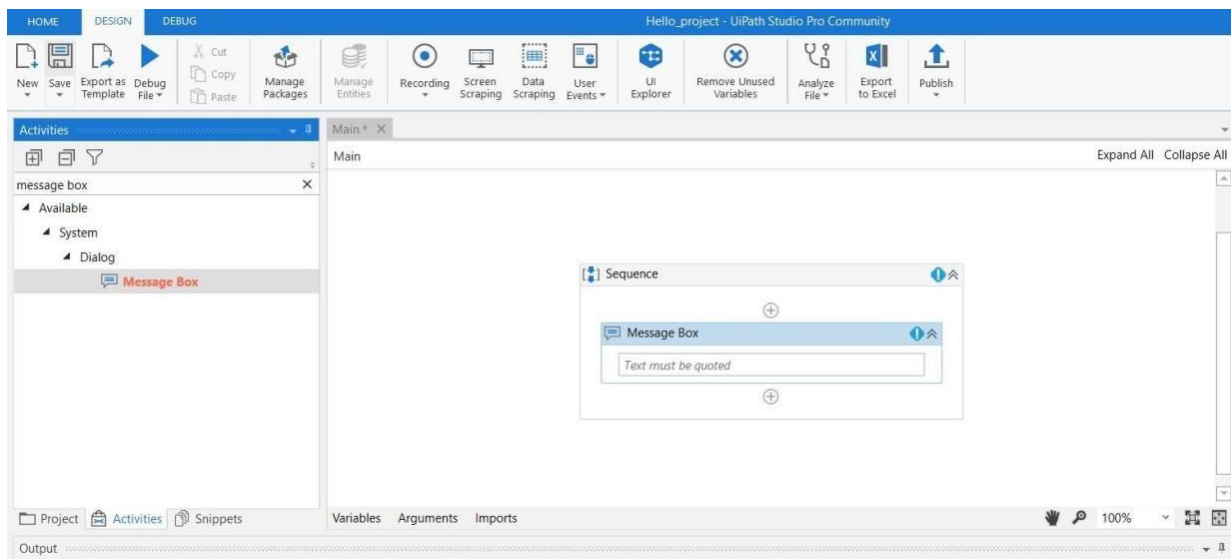 HOME DESIGN DEBUG Hello_project - UiPath Studio Pro Community
New Save Export as Template Debug File Cut Copy Paste Manage Packages Manage Entities Recording Screen Scraping Data Scraping User Events UI Explorer Remove Unused Variables Analyze File Export to Excel Publish
Activities
Main *
Main Expand All Collapse All
message box
Available
System
Dialog
Message Box
Sequence
Message Box
Text must be quoted
Project Activities Snippets
Variables Arguments Imports 100%
Output